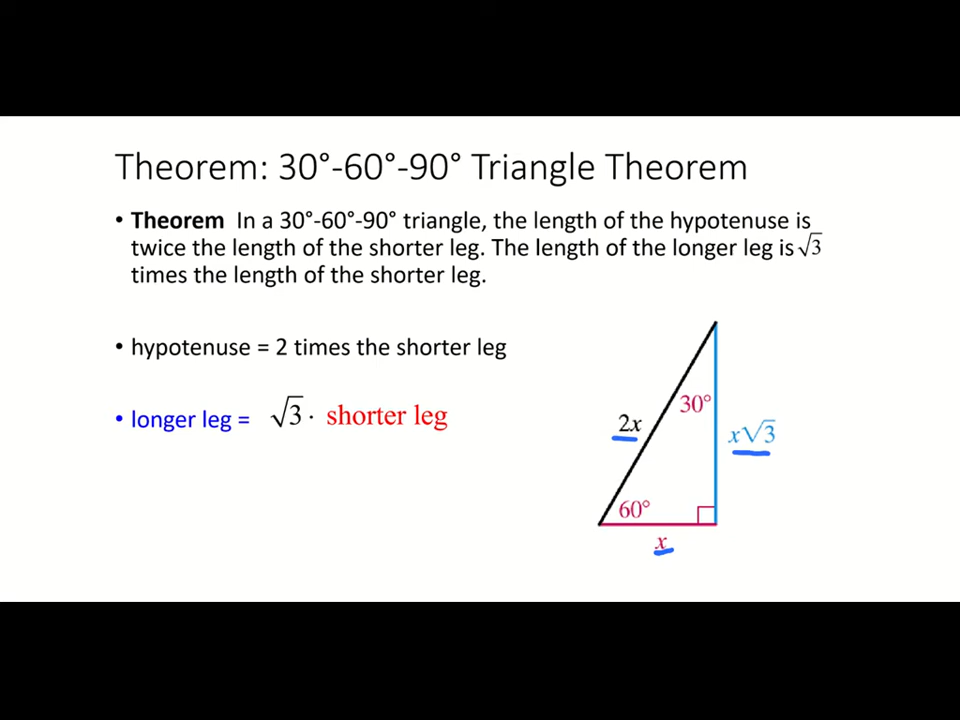 Theorem: 30°-60°-90° Triangle Theorem
• Theorem In a 30°-60°-90° triangle, the length of the hypotenuse is
twice the length of the shorter leg. The length of the longer leg is √3
times the length of the shorter leg.
• hypotenuse = 2 times the shorter leg
• longer leg = √3 · shorter leg
30°
2x
x√3
60°
x